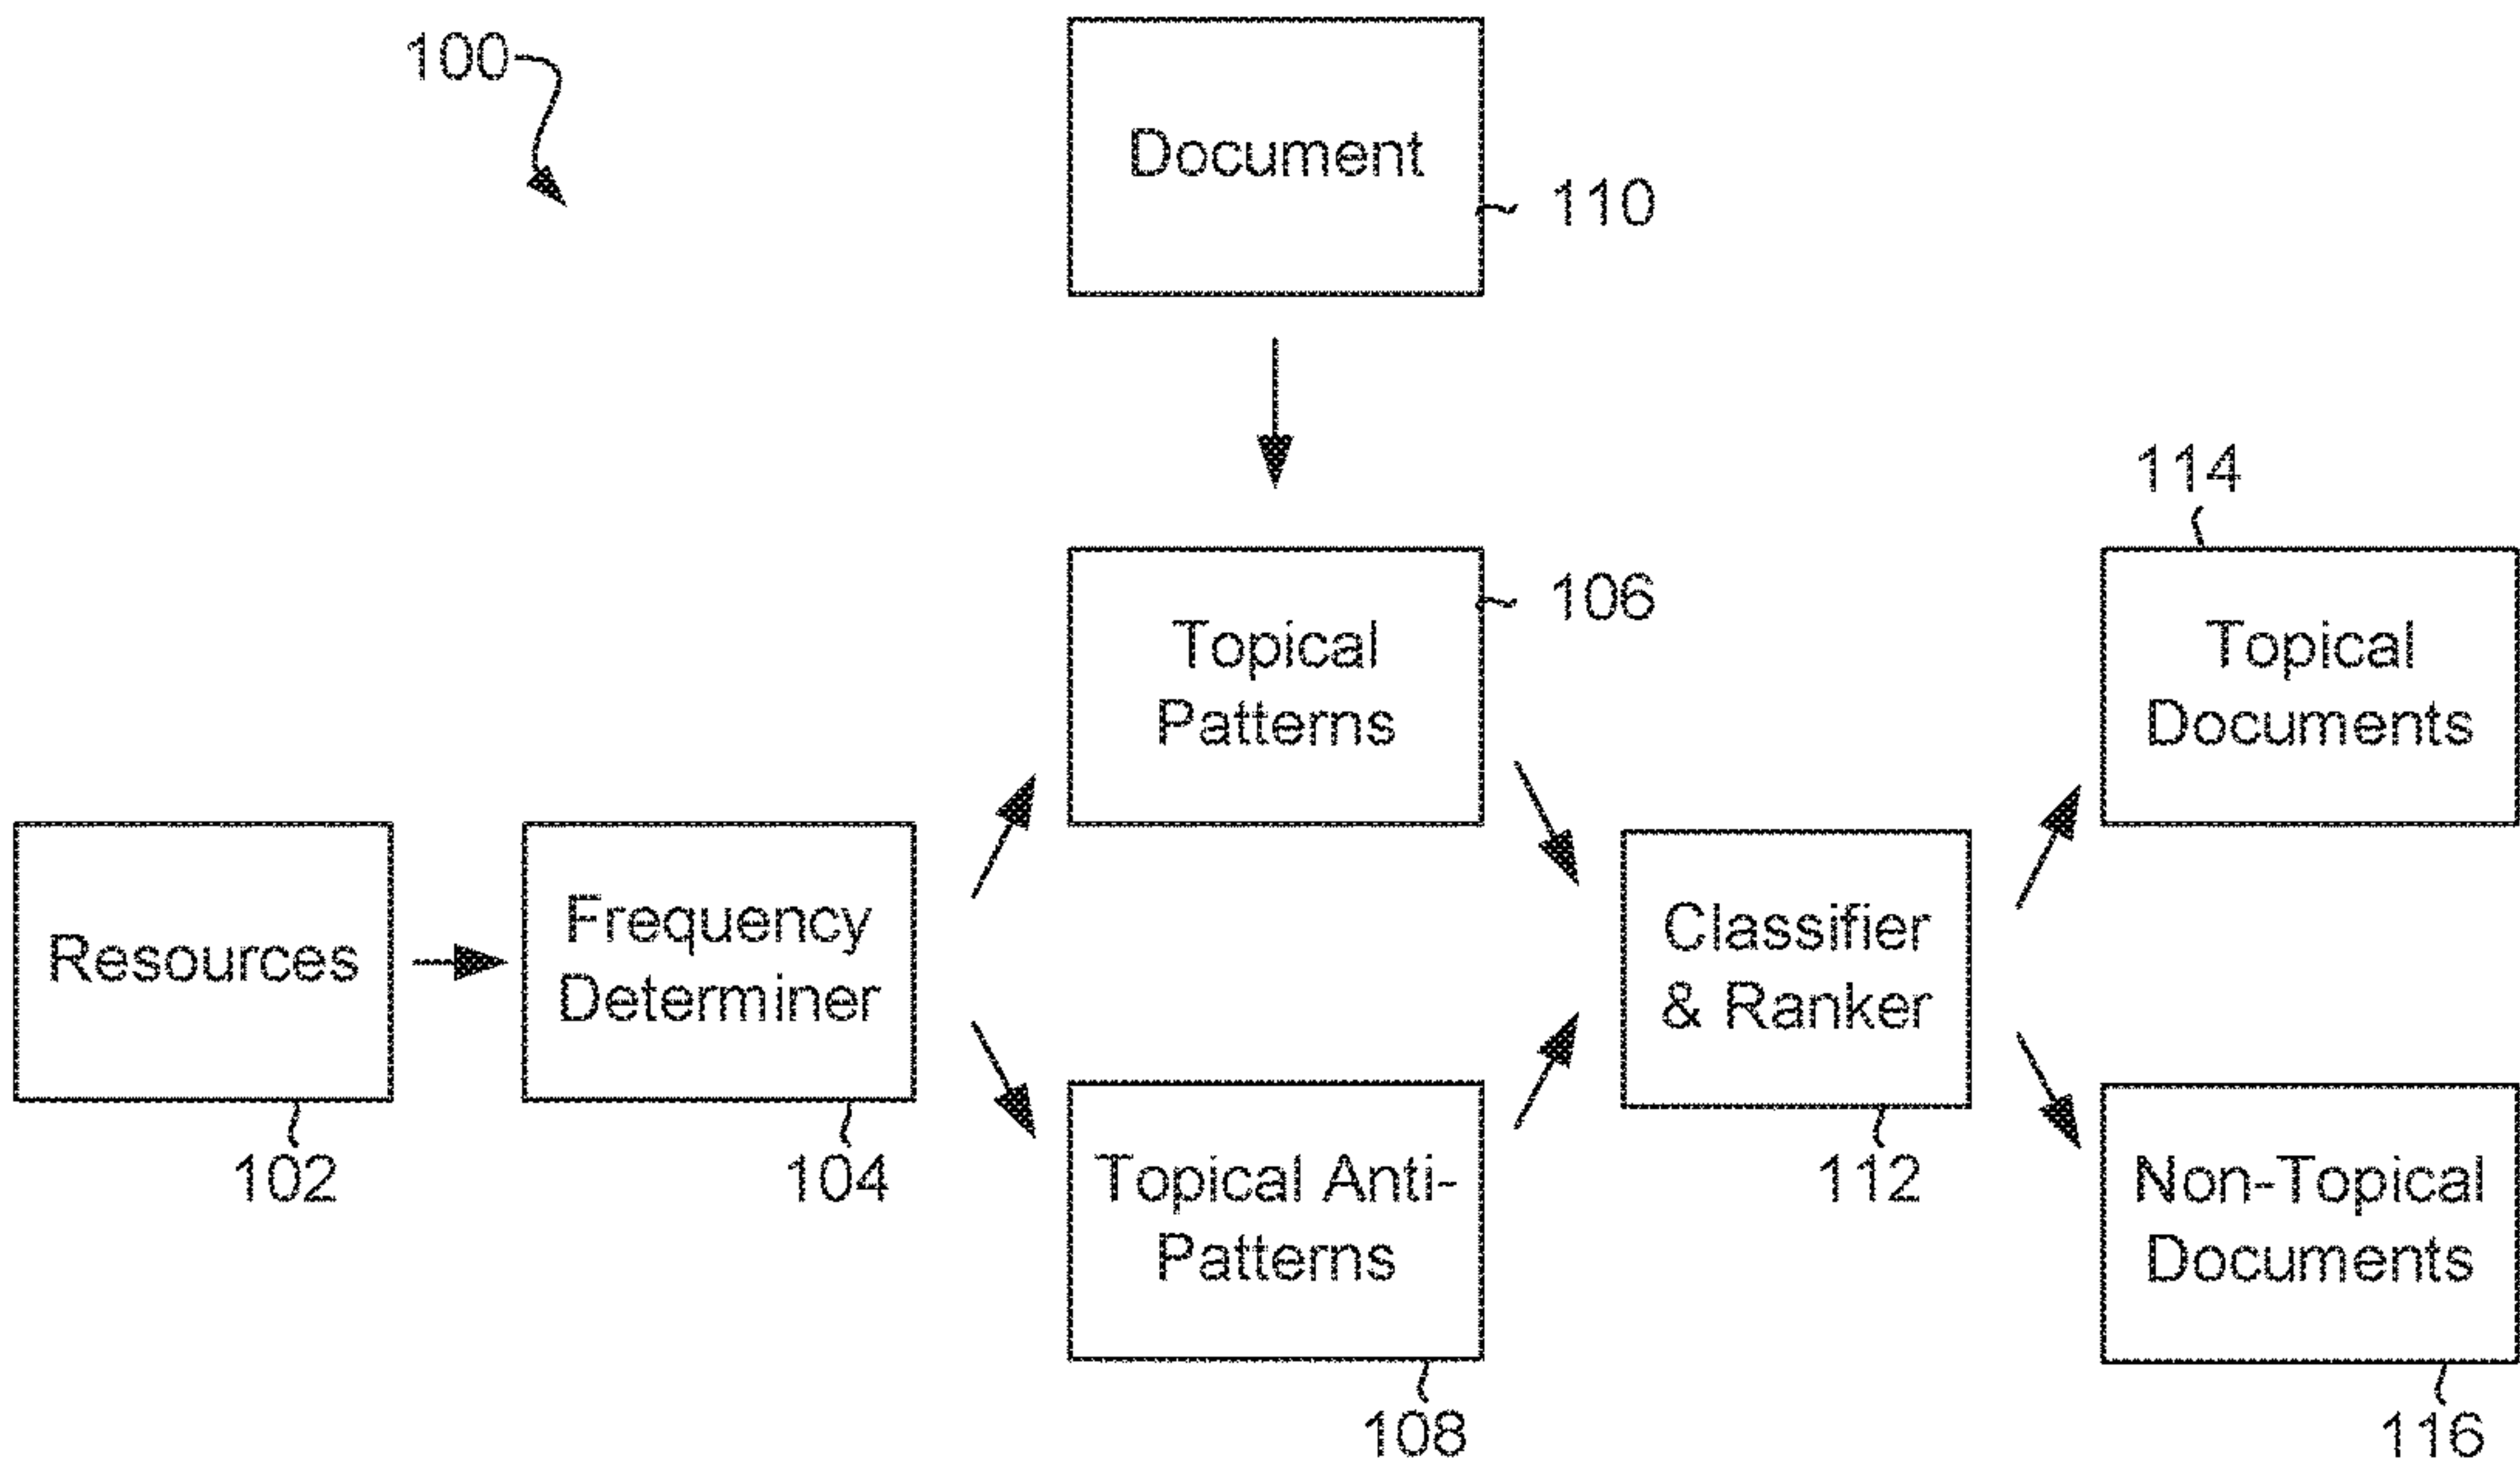 100
Document
110
114
106
Topical
Patterns
Topical
Documents
Resources
Frequency
Determiner
Classifier
& Ranker
102
104
Topical Anti-
Patterns
112
Non-Topical
Documents
108
116